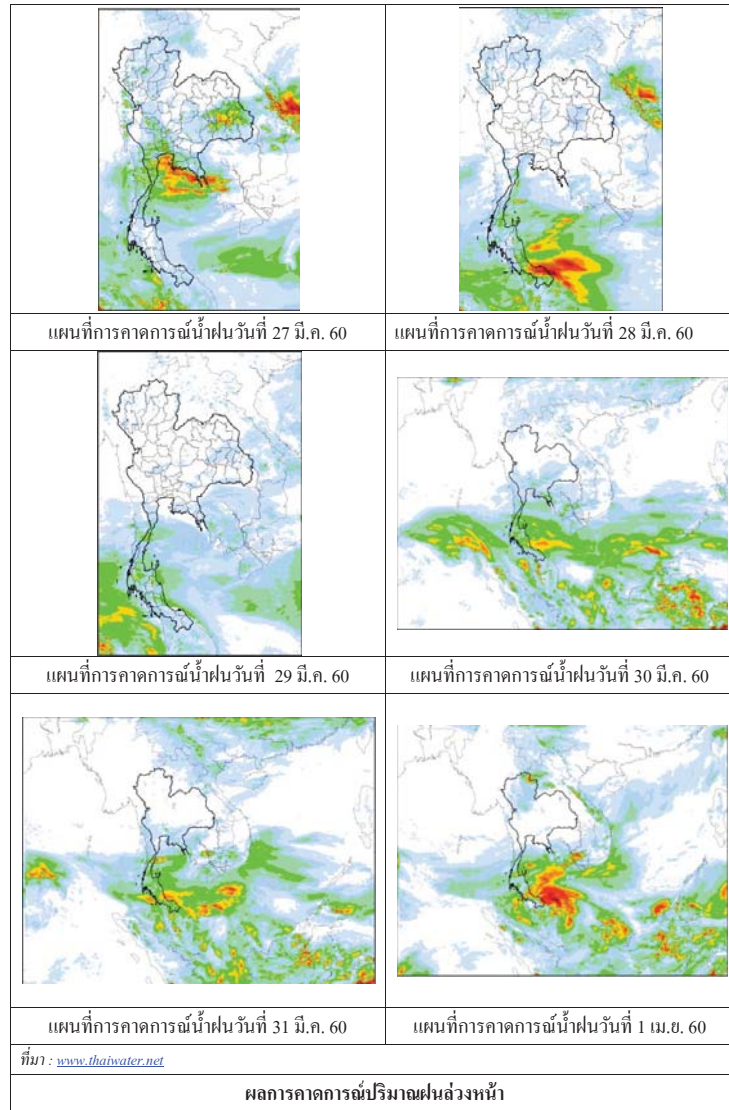 แผนที่การคาดการณ์น้ำฝนวันที่ 27 มี.ค. 60
แผนที่การคาดการณ์น้ำฝนวันที่ 28 มี.ค. 60
แผนที่การคาดการณ์น้ำฝนวันที่ 29 มี.ค. 60
แผนที่การคาดการณ์น้ำฝนวันที่ 30 มี.ค. 60
แผนที่การคาดการณ์น้ำฝนวันที่ 31 มี.ค. 60
แผนที่การคาดการณ์น้ำฝนวันที่ 1 เม.ย. 60
ที่มา : www.thaiwater.net
ผลการคาดการณ์ปริมาณฝนล่วงหน้า